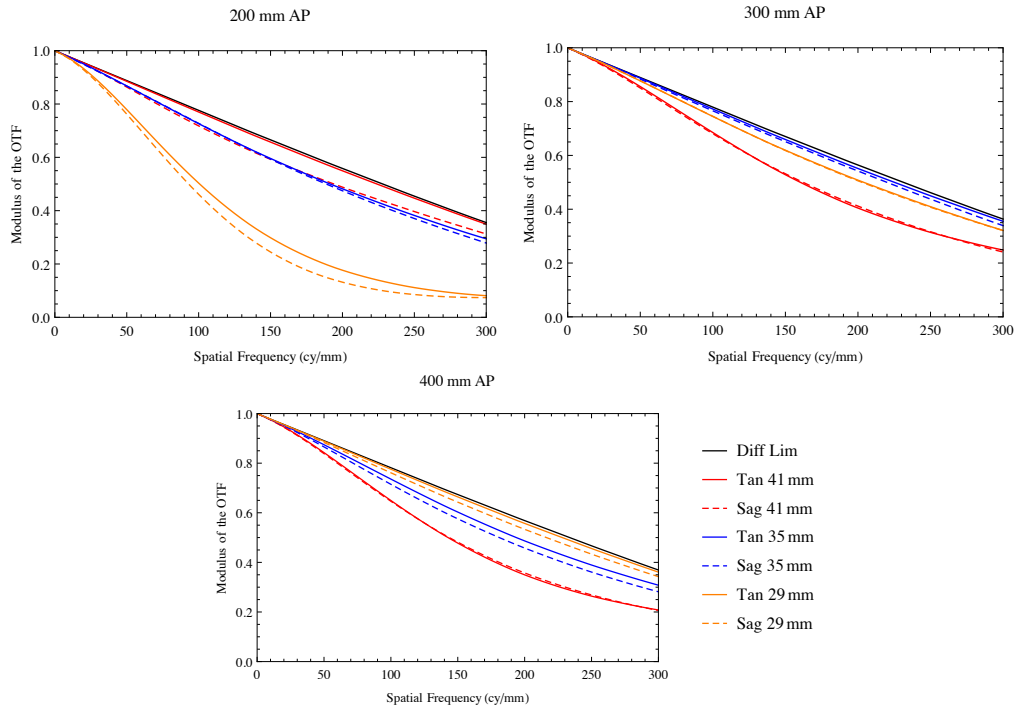 200 mm AP
1.0
0.8
0.6
0.4
0.2
0.0
Modulus of the OTF
0 50 100 150 200 250 300
Spatial Frequency (cy/mm)
300 mm AP
1.0
0.8
0.6
0.4
0.2
0.0
Modulus of the OTF
0 50 100 150 200 250 300
Spatial Frequency (cy/mm)
400 mm AP
1.0
0.8
0.6
0.4
0.2
0.0
Modulus of the OTF
0 50 100 150 200 250 300
Spatial Frequency (cy/mm)
Diff Lim
Tan 41 mm
Sag 41 mm
Tan 35 mm
Sag 35 mm
Tan 29 mm
Sag 29 mm